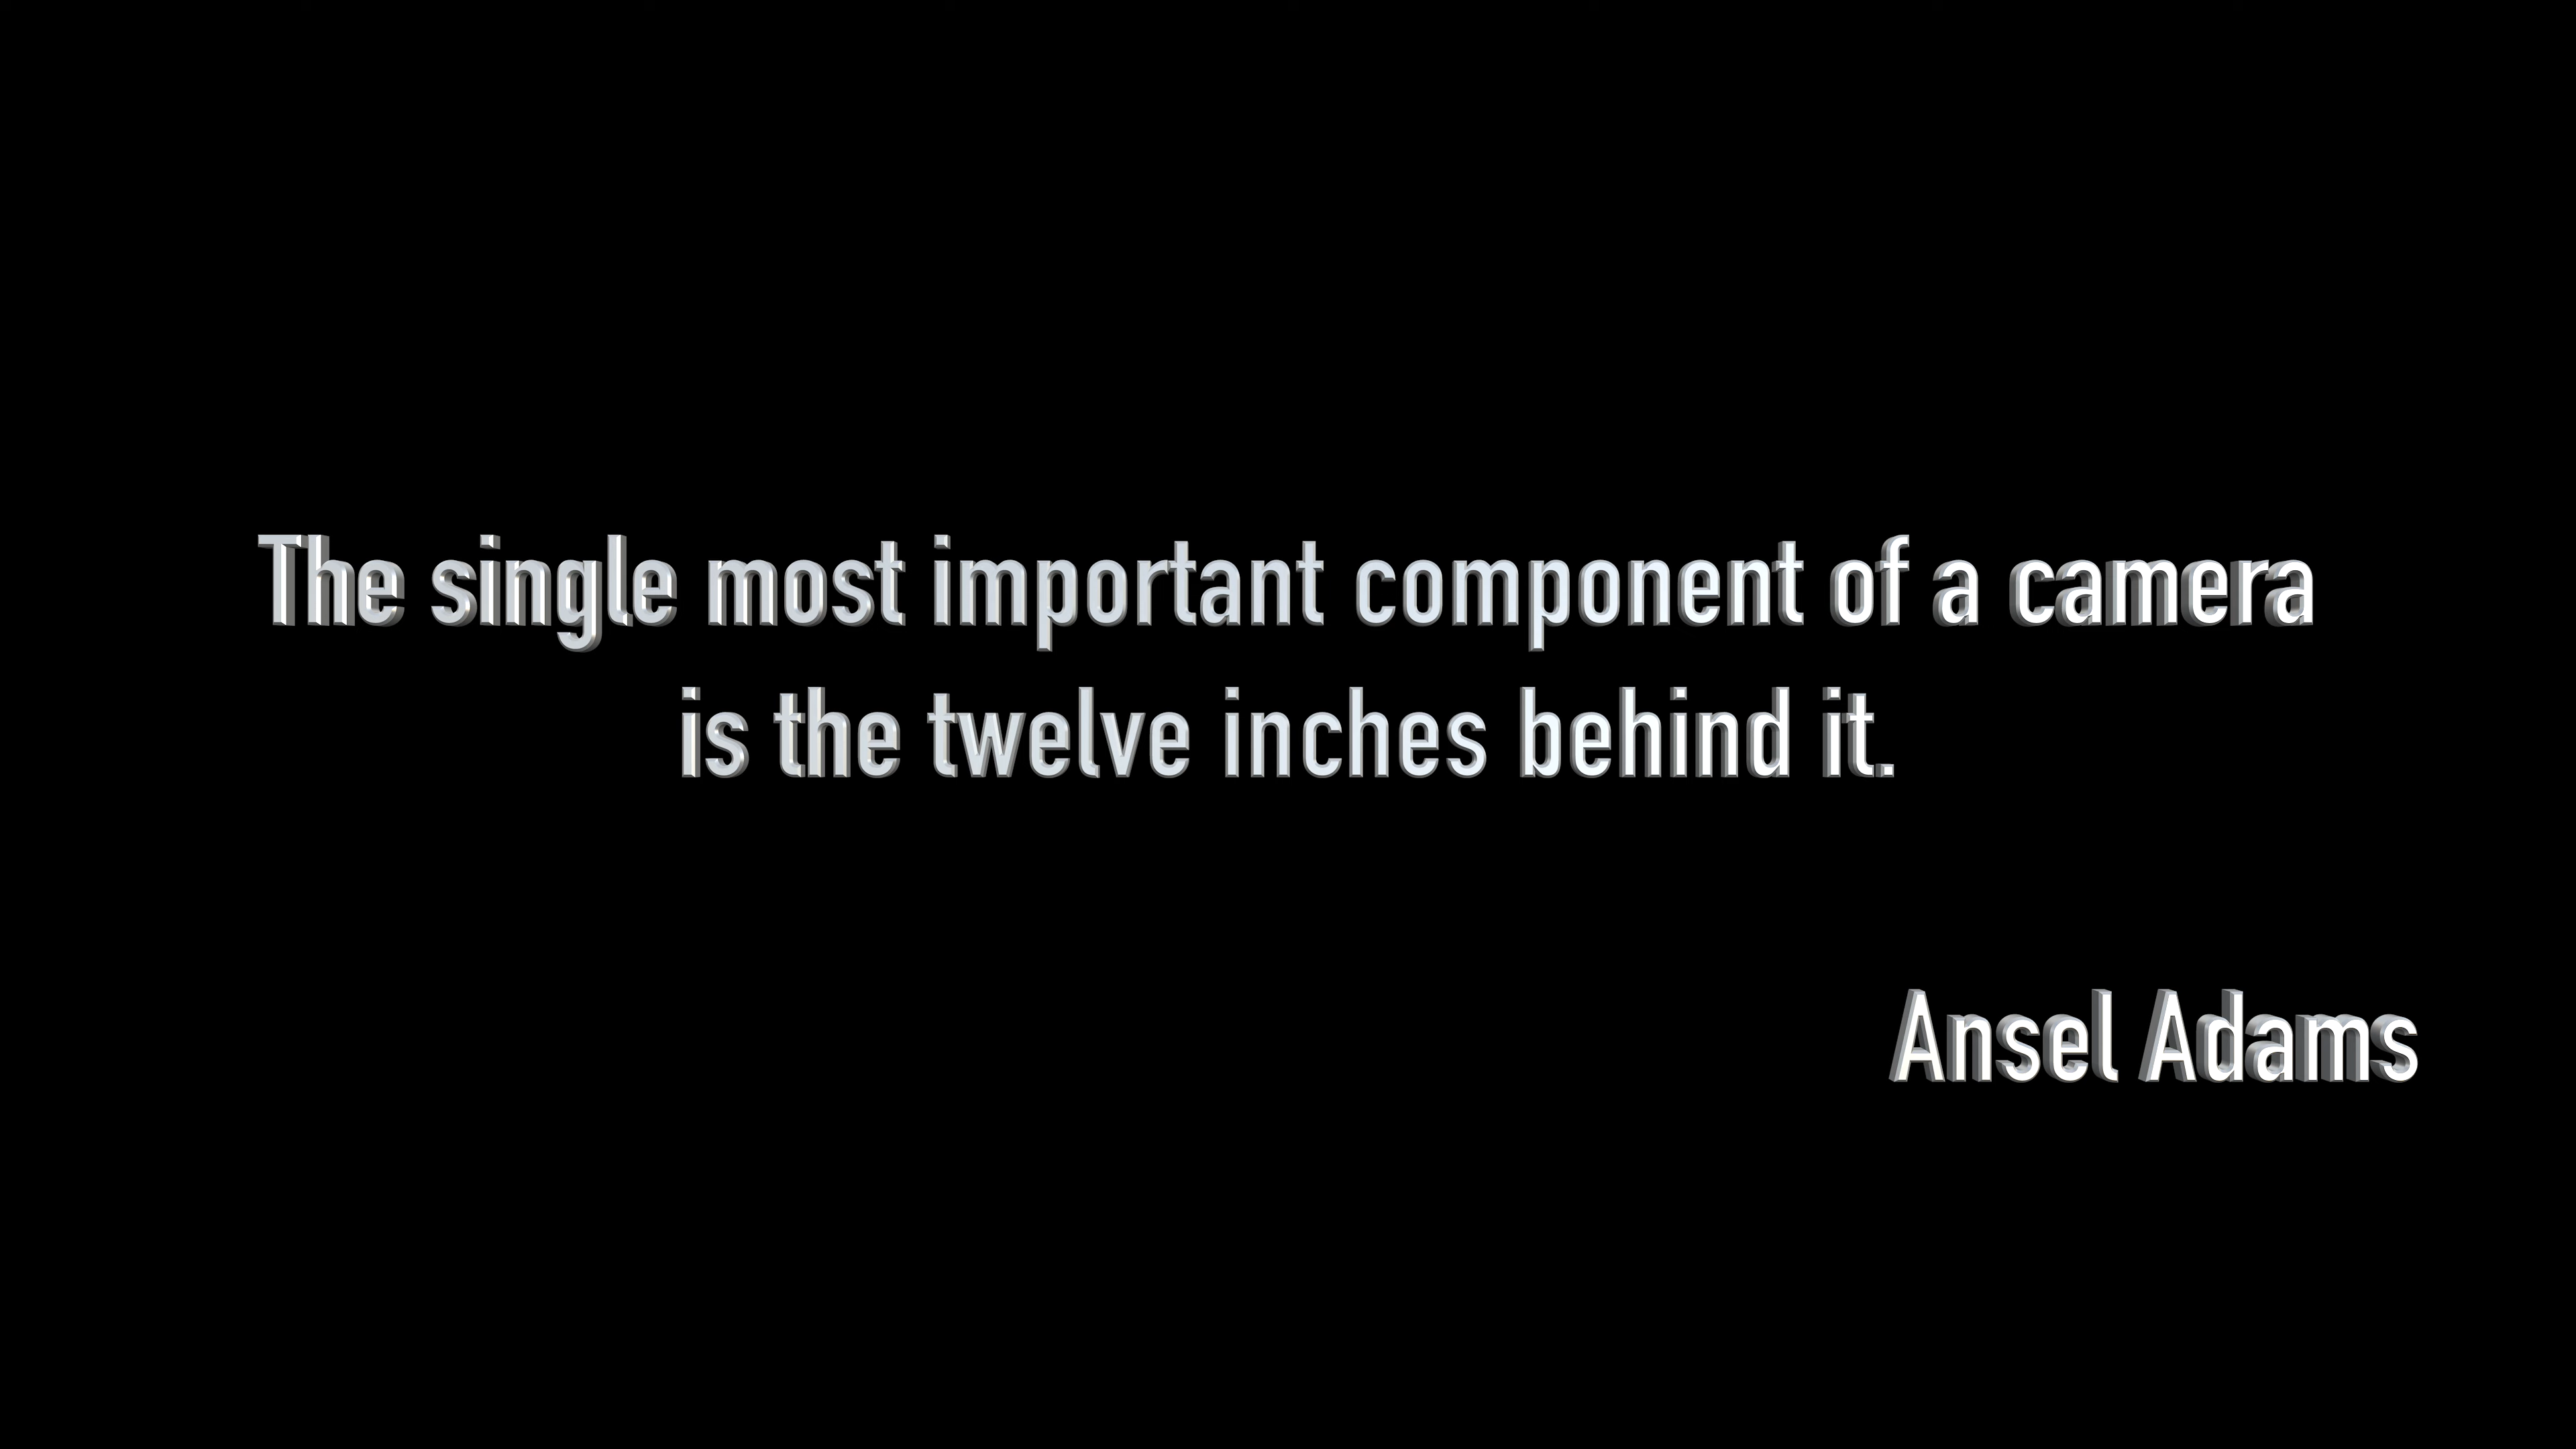 The single most important component of a camera
is the twelve inches behind it.
Ansel Adams